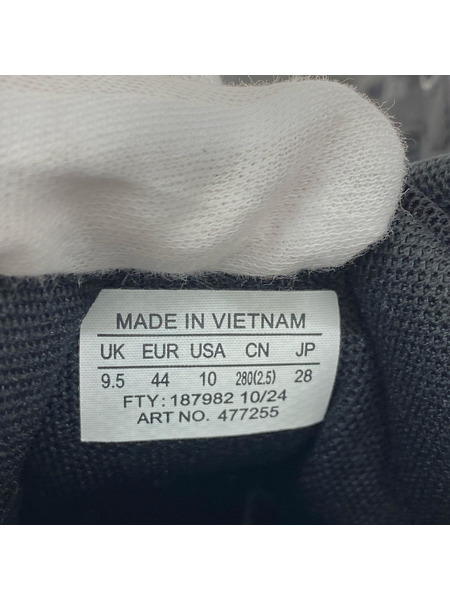 MADE IN VIETNAM
UK EUR USA CN JP
9.5 44 10 280(2.5) 28
FTY: 187982 10/24
ART NO. 477255